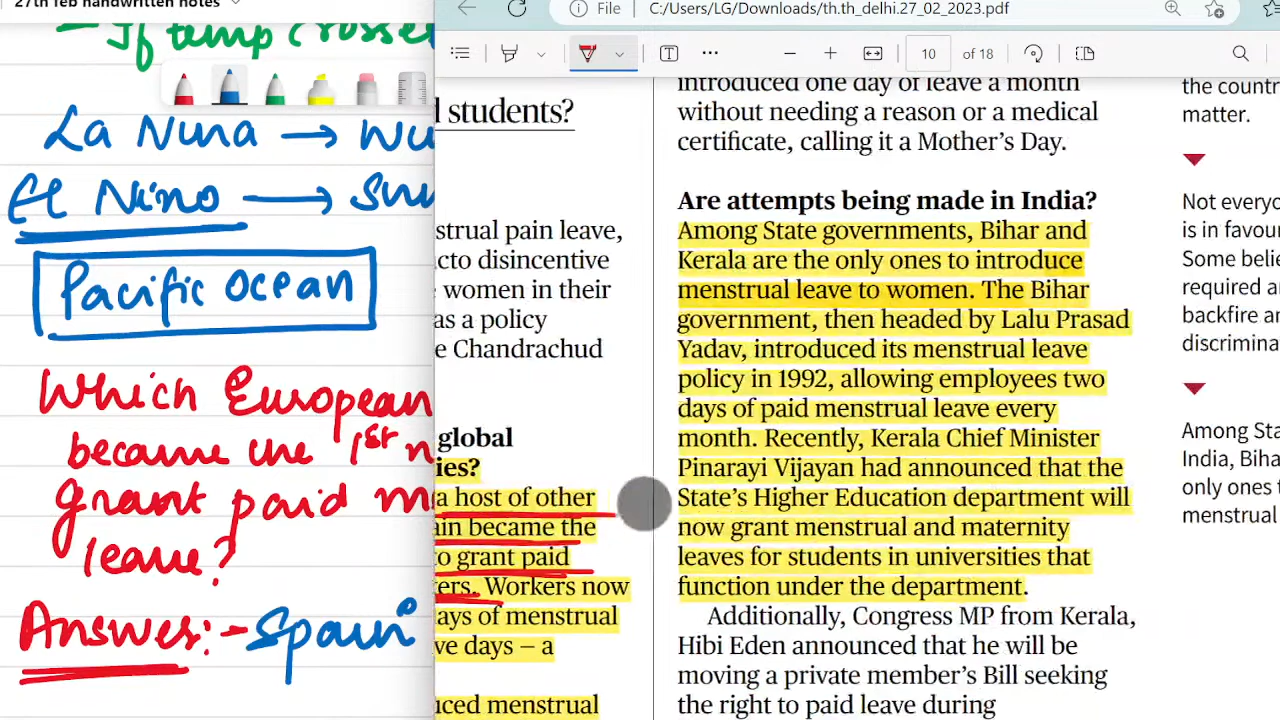 27th feb handwritten notes
File
C:/Users/LG/Downloads/th.th_delhi.27_02_2023.pdf
10 of 18
- If temp crosse
La Nina → Wi
El Nino → Su
Pacific Ocean
Which European
became the 1st n
grant paid m
leave?
Answer:- Spain
d students?
strual pain leave,
cto disincentive
women in their
as a policy
e Chandrachud
global
ies?
a host of other
ain became the
o grant paid
ers. Workers now
ays of menstrual
ve days – a
uced menstrual
introduced one day of leave a month
without needing a reason or a medical
certificate, calling it a Mother's Day.
Are attempts being made in India?
Among State governments, Bihar and
Kerala are the only ones to introduce
menstrual leave to women. The Bihar
government, then headed by Lalu Prasad
Yadav, introduced its menstrual leave
policy in 1992, allowing employees two
days of paid menstrual leave every
month. Recently, Kerala Chief Minister
Pinarayi Vijayan had announced that the
State's Higher Education department will
now grant menstrual and maternity
leaves for students in universities that
function under the department.
Additionally, Congress MP from Kerala,
Hibi Eden announced that he will be
moving a private member's Bill seeking
the right to paid leave during
the countr
matter.
Not everyo
is in favou
Some belie
required a
backfire a
discrimina
Among Sta
India, Biha
only ones t
menstrual